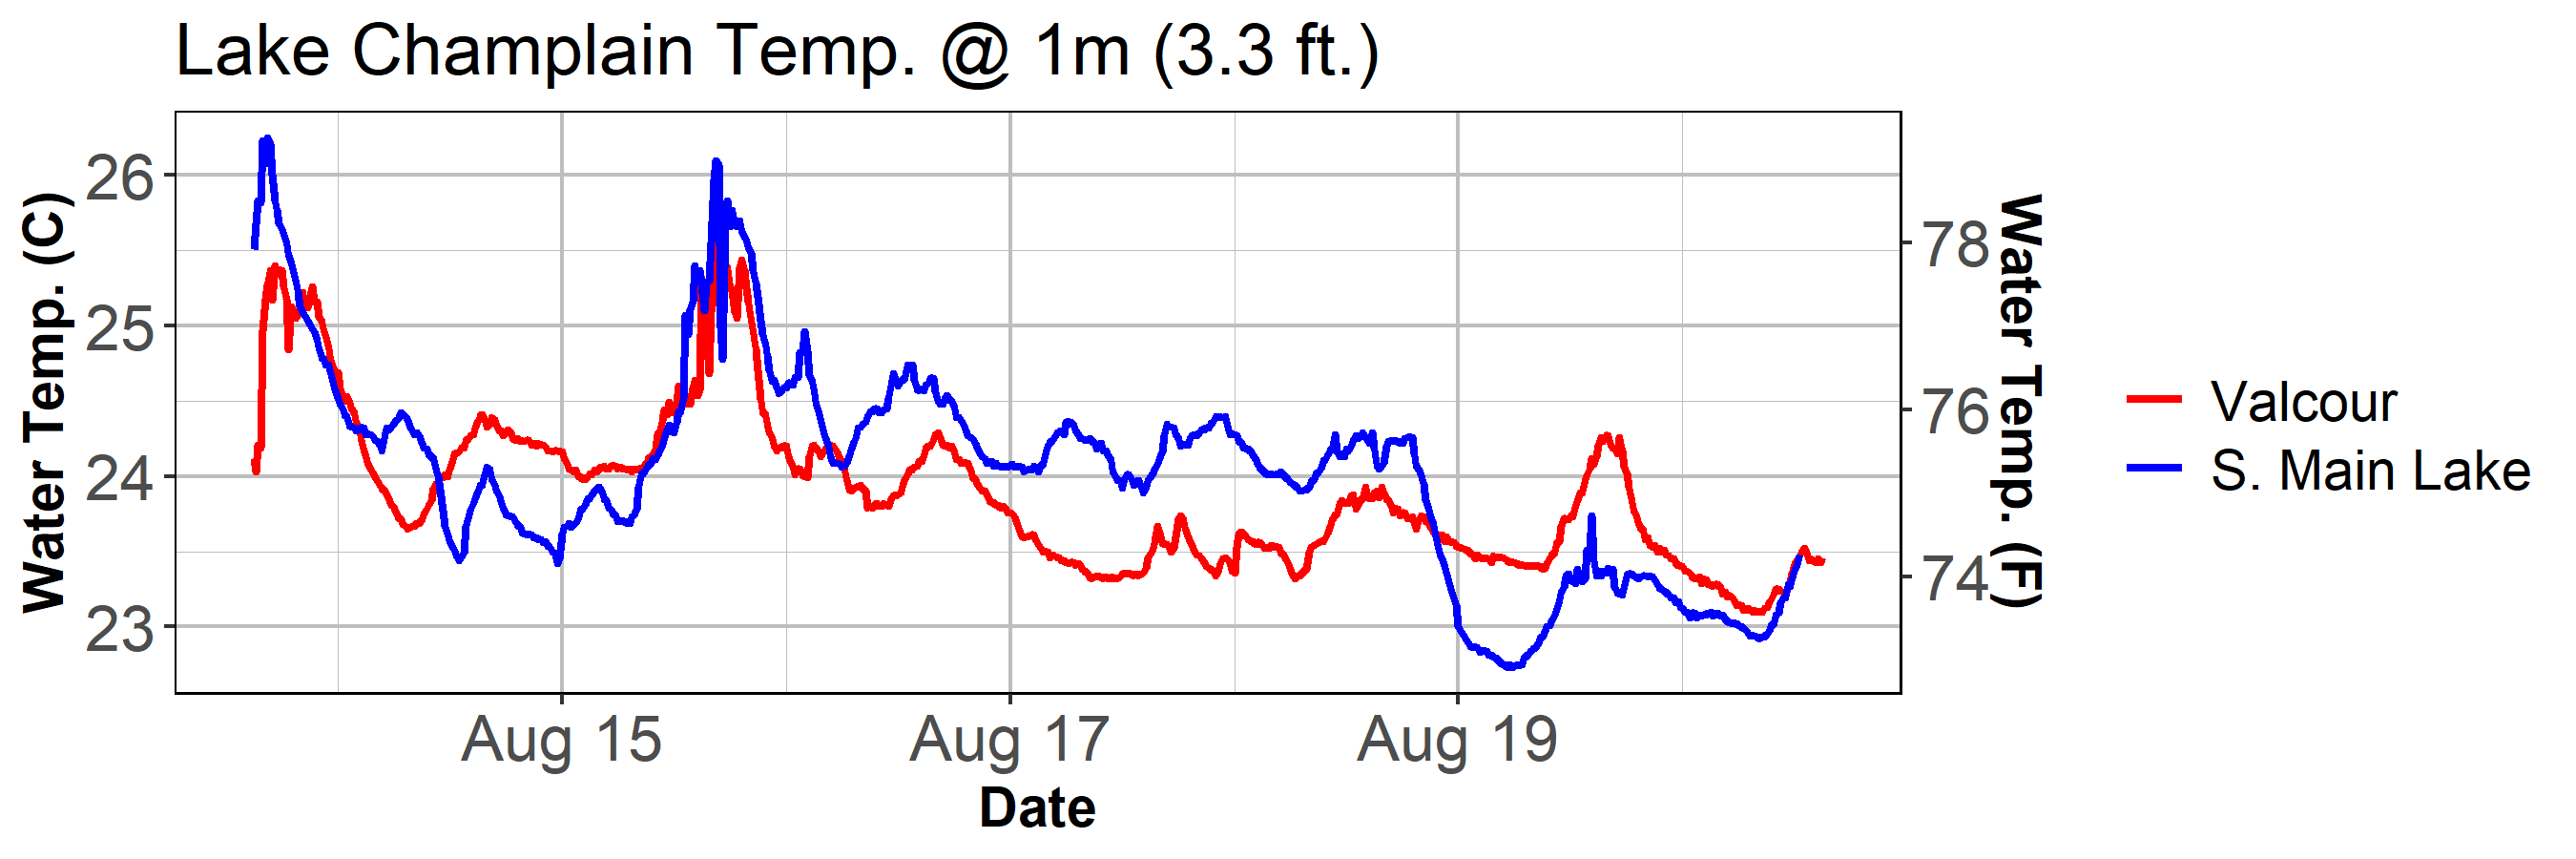 Lake Champlain Temp. @ 1m (3.3 ft.)
Water Temp. (C)
26
25
24
23
78
76
74
Water Temp. (F)
Aug 15
Aug 17
Aug 19
Date
Valcour
S. Main Lake